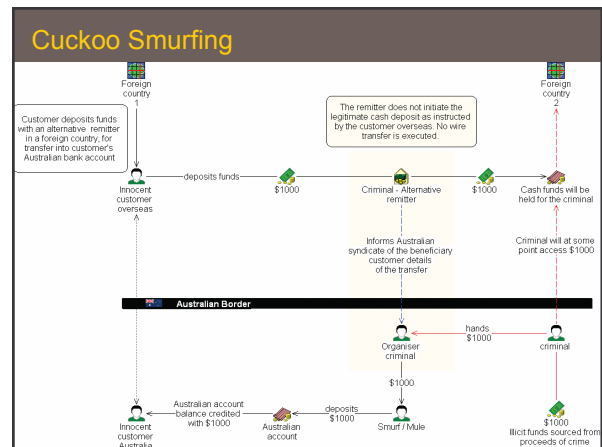 Cuckoo Smurfing
Foreign
country
1
Foreign
country
2
Customer deposits funds
with an alternative remitter
in a foreign country, for
transfer into customer's
Australian bank account
The remitter does not initiate the
legitimate cash deposit as instructed
by the customer overseas. No wire
transfer is executed.
deposits funds
$1000
$1000
Innocent
customer
overseas
Criminal - Alternative
remitter
Cash funds will be
held for the criminal
Informs Australian
syndicate of the beneficiary
customer details
of the transfer
Criminal will at some
point access $1000
Australian Border
hands
$1000
Organiser
criminal
criminal
$1000
Australian account
balance credited
with $1000
deposits
$1000
Innocent
customer
Australia
Australian
account
Smurf / Mule
$1000
Illicit funds sourced from
proceeds of crime